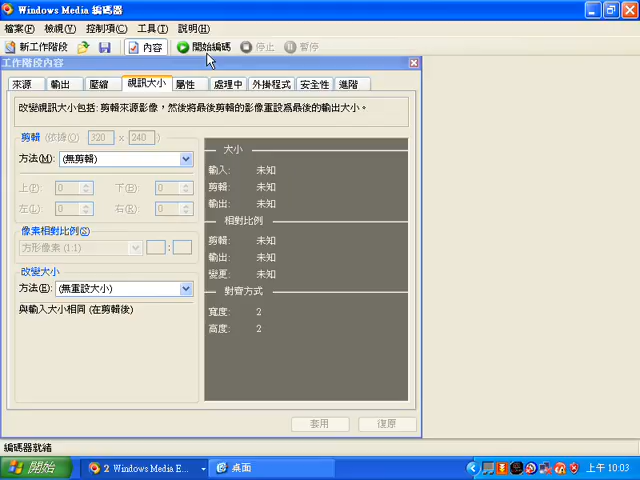 Windows Media 編碼器
檔案(F) 檢視(V) 控制項(C) 工具(T) 說明(H)
新工作階段 內容 開始編碼 停止 暫停
工作階段內容
來源 輸出 壓縮 視訊大小 屬性 處理中 外掛程式 安全性 進階
改變視訊大小包括: 剪輯來源影像，然後將最後剪輯的影像重設為最後的輸出大小。
剪輯 (依據(O) 320 x 240 )
方法(M): (無剪輯)
上(P): 0 下(B): 0
左(L): 0 右(R): 0
像素相對比例(S)
方形像素 (1:1) :
改變大小
方法(E): (無重設大小)
與輸入大小相同 (在剪輯後)
大小
輸入: 未知
剪輯: 未知
輸出: 未知
相對比例
剪輯: 未知
輸出: 未知
變更: 未知
對齊方式
寬度: 2
高度: 2
套用 復原
編碼器就緒
開始 2 Windows Media E... 桌面 上午 10:03